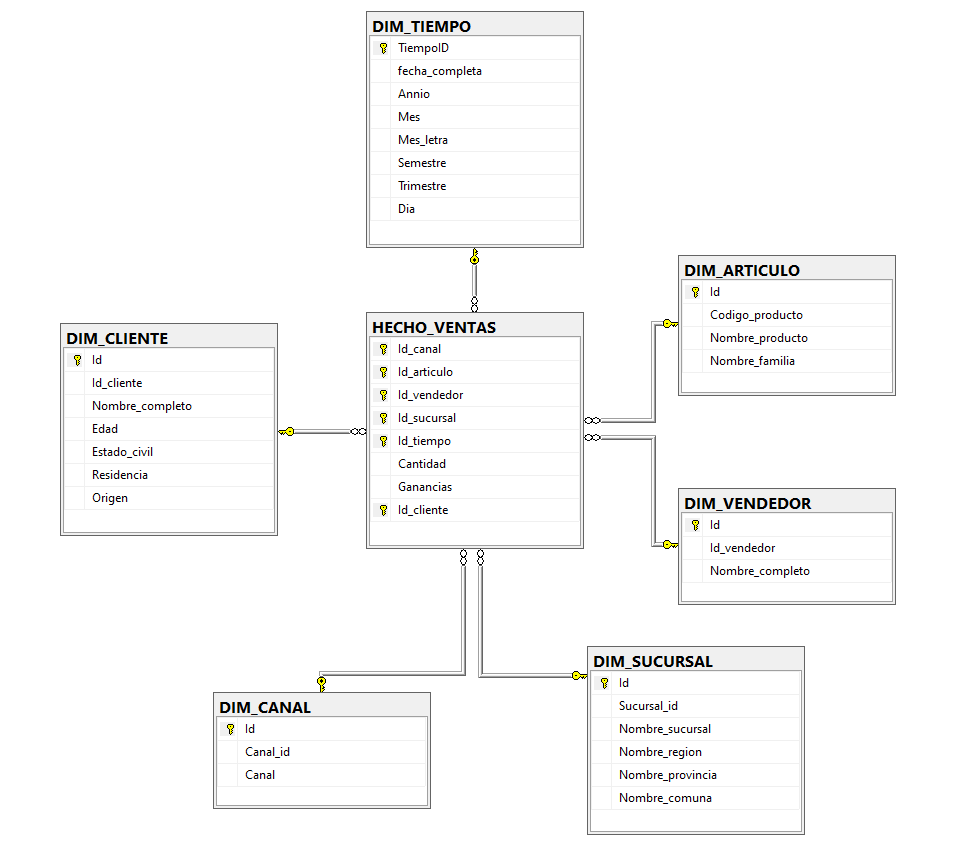 DIM_TIEMPO
TiempoID
fecha_completa
Annio
Mes
Mes_letra
Semestre
Trimestre
Dia
DIM_ARTICULO
Id
Codigo_producto
Nombre_producto
Nombre_familia
HECHO_VENTAS
Id_canal
Id_articulo
Id_vendedor
Id_sucursal
Id_tiempo
Cantidad
Ganancias
Id_cliente
DIM_CLIENTE
Id
Id_cliente
Nombre_completo
Edad
Estado_civil
Residencia
Origen
DIM_VENDEDOR
Id
Id_vendedor
Nombre_completo
DIM_SUCURSAL
Id
Sucursal_id
Nombre_sucursal
Nombre_region
Nombre_provincia
Nombre_comuna
DIM_CANAL
Id
Canal_id
Canal